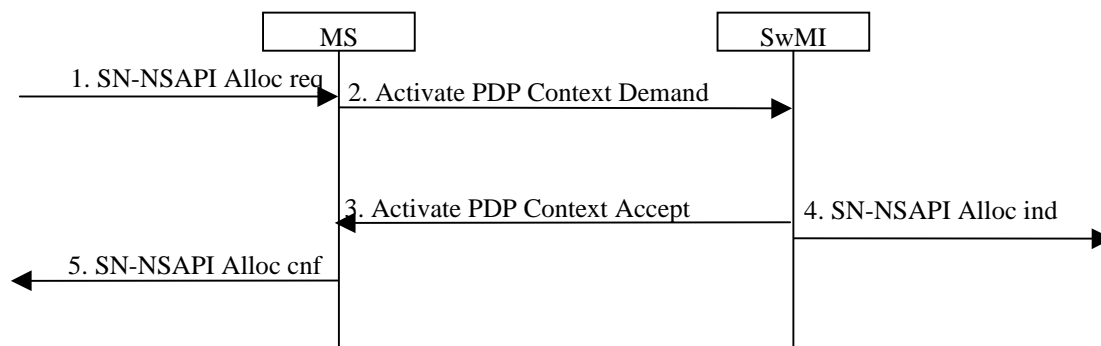 MS
SwMI
1. SN-NSAPI Alloc req
2. Activate PDP Context Demand
3. Activate PDP Context Accept
4. SN-NSAPI Alloc ind
5. SN-NSAPI Alloc cnf